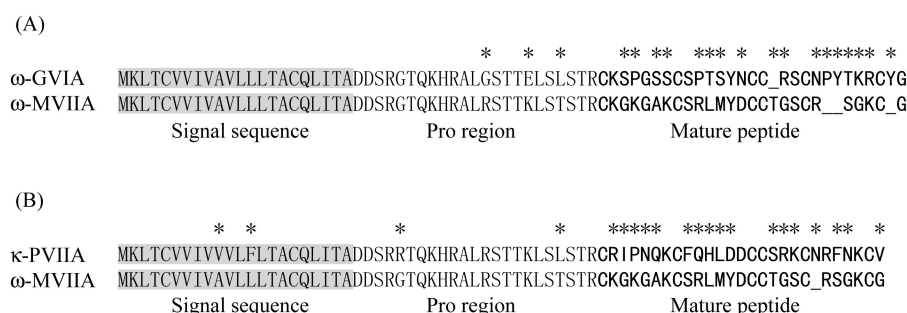 (A)
* * * ** ** *** * ** ****** *
ω-GVIA MKLTCVVIVAVLLLTACQLITADDSRGTQKHRALGSTTELSLSTRCKSPGSSCSPTSYNCC_RSCNPYTKRCYG
ω-MVIIA MKLTCVVIVAVLLLTACQLITADDSRGTQKHRALRSTTKLSTSTRCKGKGAKCSRLMYDCCTGSCR__SGKC_G
Signal sequence Pro region Mature peptide
(B)
* * * * ***** ***** *** * ** *
κ-PVIIA MKLTCVVIVVVLFLTACQLITADDSRRTQKHRALRSTTKLSLSTRCRIPNQKCFQHLDDCCSRKCNRFNKCV
ω-MVIIA MKLTCVVIVAVLLLTACQLITADDSRGTQKHRALRSTTKLSTSTRCKGKGAKCSRLMYDCCTGSC_RSGKCG
Signal sequence Pro region Mature peptide